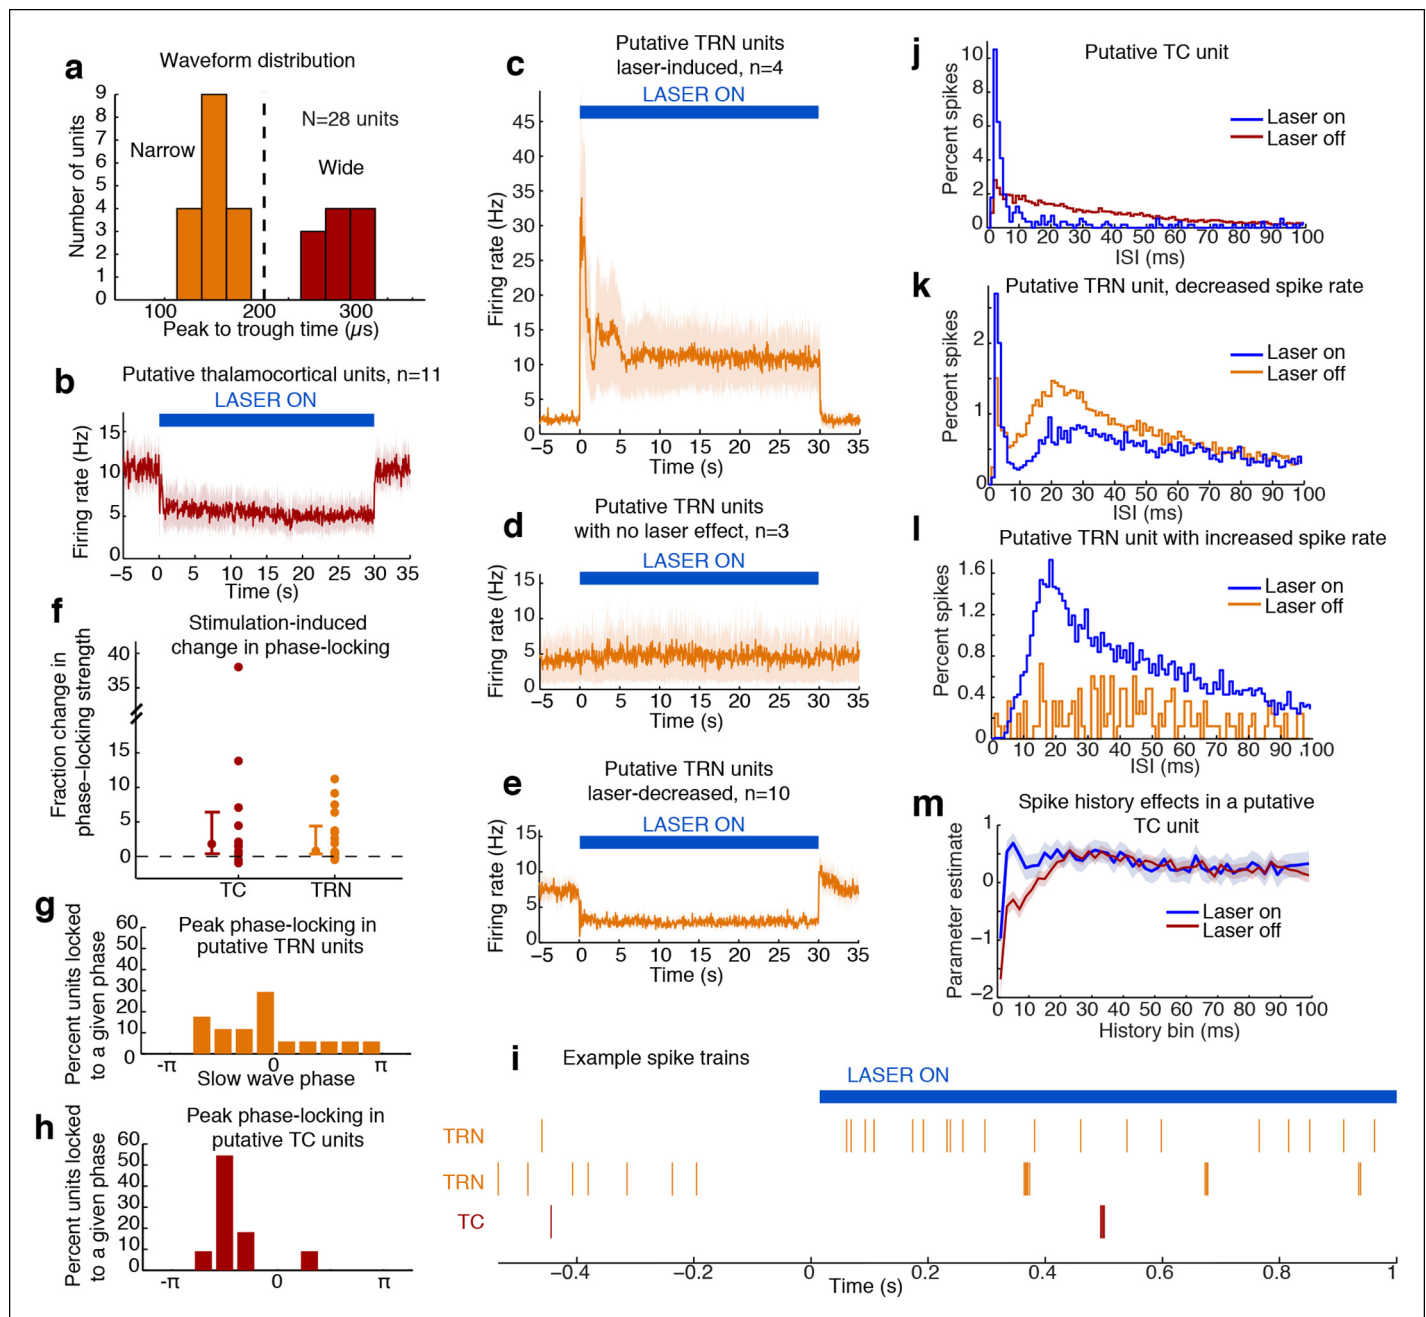 a
Waveform distribution
9
8
7
6
5
4
3
2
1
0
Number of units
Narrow
N=28 units
Wide
100
200
300
Peak to trough time (µs)
b
Putative thalamocortical units, n=11
LASER ON
15
10
5
0
Firing rate (Hz)
−5 0 5 10 15 20 25 30 35
Time (s)
c
Putative TRN units
laser-induced, n=4
LASER ON
45
40
35
30
25
20
15
10
5
0
Firing rate (Hz)
−5 0 5 10 15 20 25 30 35
Time (s)
d
Putative TRN units
with no laser effect, n=3
LASER ON
15
10
5
0
Firing rate (Hz)
−5 0 5 10 15 20 25 30 35
Time (s)
e
Putative TRN units
laser-decreased, n=10
LASER ON
15
10
5
0
Firing rate (Hz)
−5 0 5 10 15 20 25 30 35
Time (s)
f
Stimulation-induced
change in phase-locking
40
35
15
10
5
0
Fraction change in
phase−locking strength
TC
TRN
g
Peak phase-locking in
putative TRN units
60
50
40
30
20
10
0
Percent units locked
to a given phase
-π 0 π
Slow wave phase
h
Peak phase-locking in
putative TC units
60
50
40
30
20
10
0
Percent units locked
to a given phase
-π 0 π
i
Example spike trains
LASER ON
TRN
TRN
TC
−0.4 −0.2 0 0.2 0.4 0.6 0.8 1
Time (s)
j
Putative TC unit
10
8
6
4
2
0
Percent spikes
Laser on
Laser off
0 10 20 30 40 50 60 70 80 90 100
ISI (ms)
k
Putative TRN unit, decreased spike rate
2
1
0
Percent spikes
Laser on
Laser off
0 10 20 30 40 50 60 70 80 90 100
ISI (ms)
l
Putative TRN unit with increased spike rate
1.6
1.2
0.8
0.4
0
Percent spikes
Laser on
Laser off
0 10 20 30 40 50 60 70 80 90 100
ISI (ms)
m
Spike history effects in a putative
TC unit
1
0
−1
−2
Parameter estimate
Laser on
Laser off
0 10 20 30 40 50 60 70 80 90 100
History bin (ms)